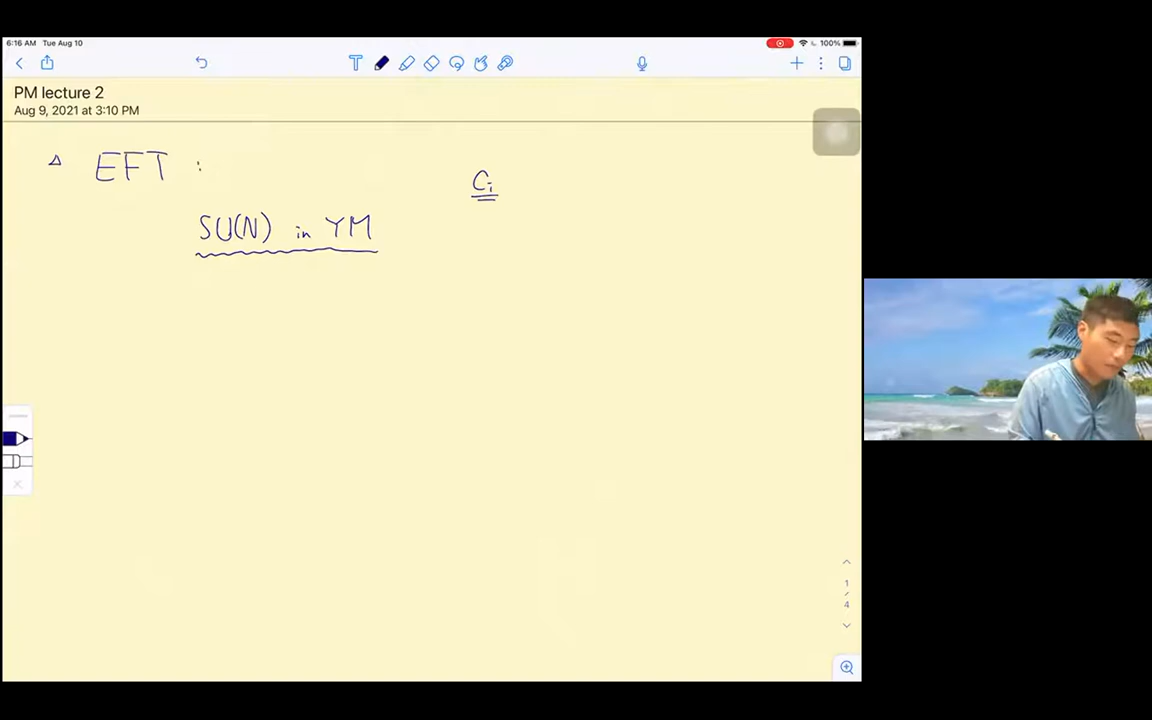 6:16 AM Tue Aug 10
100%
PM lecture 2
Aug 9, 2021 at 3:10 PM
Δ EFT :
Ci
SU(N) in YM
1
/
4